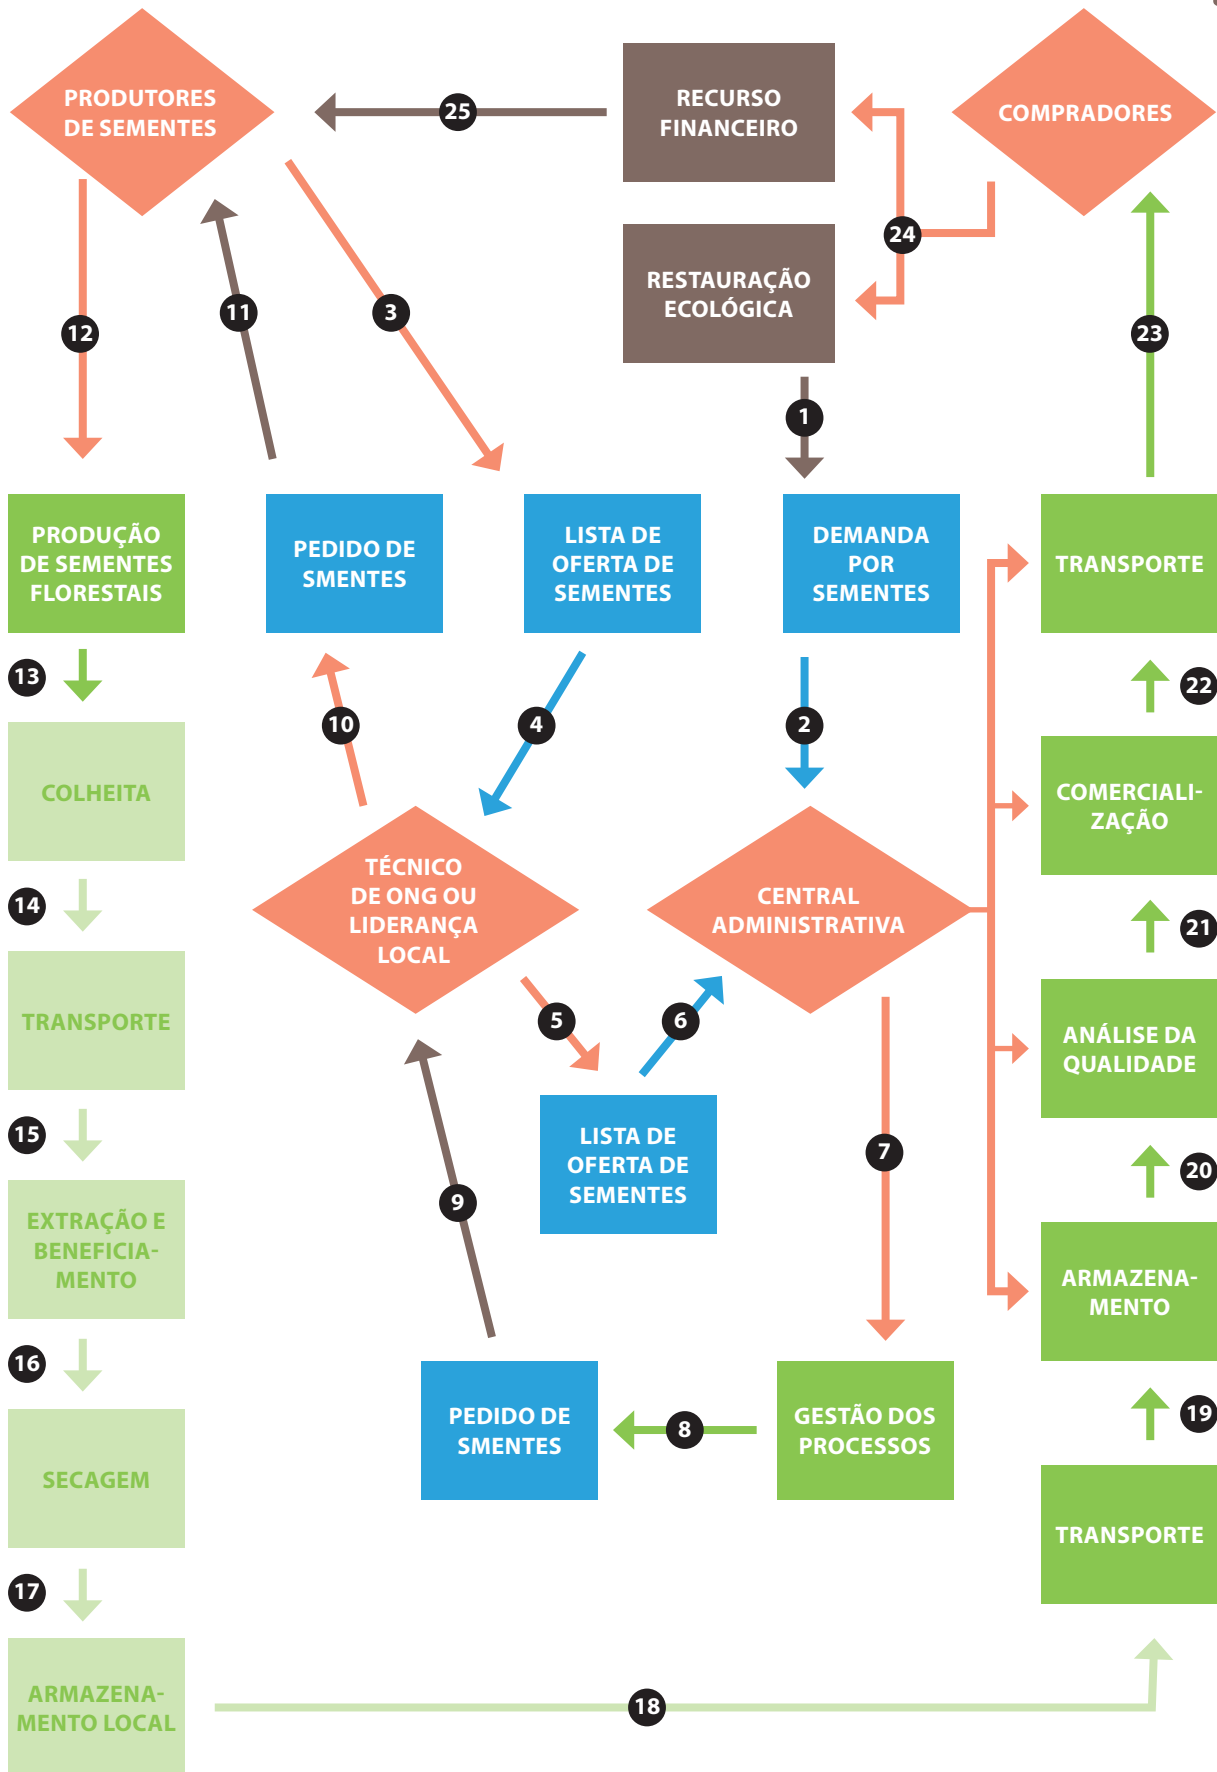 PRODUTORES
DE SEMENTES
25
RECURSO
FINANCEIRO
COMPRADORES
24
RESTAURAÇÃO
ECOLÓGICA
12
11
3
23
1
PRODUÇÃO
DE SEMENTES
FLORESTAIS
PEDIDO DE
SMENTES
LISTA DE
OFERTA DE
SEMENTES
DEMANDA
POR
SEMENTES
TRANSPORTE
13
22
10
4
2
COLHEITA
COMERCIALI-
ZAÇÃO
14
21
TÉCNICO
DE ONG OU
LIDERANÇA
LOCAL
CENTRAL
ADMINISTRATIVA
TRANSPORTE
5
6
ANÁLISE DA
QUALIDADE
15
20
LISTA DE
OFERTA DE
SEMENTES
7
9
EXTRAÇÃO E
BENEFICIA-
MENTO
ARMAZENA-
MENTO
16
19
PEDIDO DE
SMENTES
8
GESTÃO DOS
PROCESSOS
SECAGEM
TRANSPORTE
17
ARMAZENA-
MENTO LOCAL
18